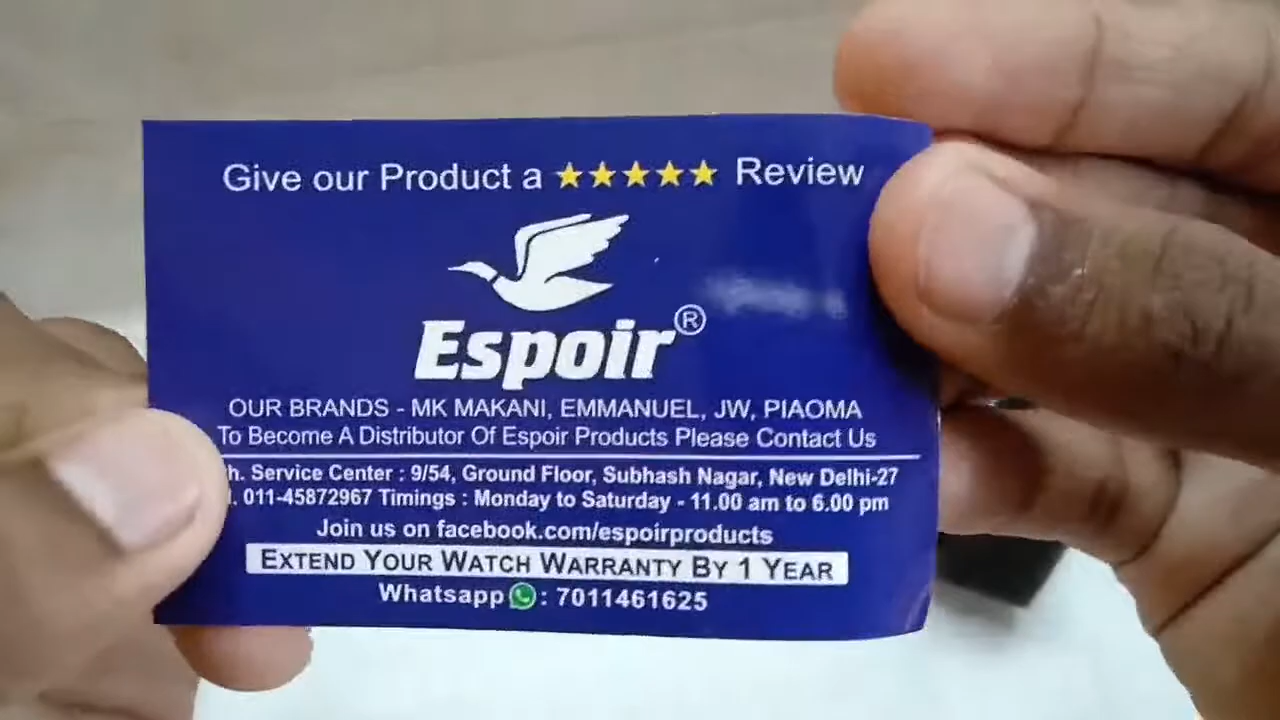 Give our Product a ★★★★★ Review
Espoir®
OUR BRANDS - MK MAKANI, EMMANUEL, JW, PIAOMA
To Become A Distributor Of Espoir Products Please Contact Us
h. Service Center : 9/54, Ground Floor, Subhash Nagar, New Delhi-27
. 011-45872967 Timings : Monday to Saturday - 11.00 am to 6.00 pm
Join us on facebook.com/espoirproducts
EXTEND YOUR WATCH WARRANTY BY 1 YEAR
Whatsapp : 7011461625